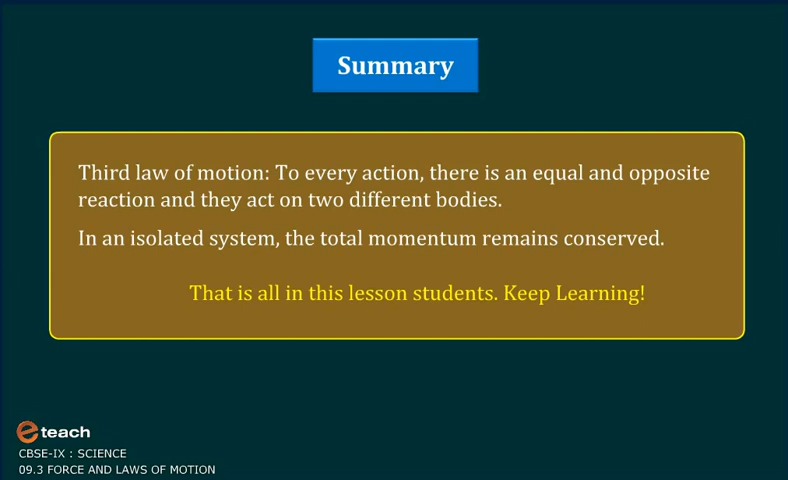 Summary
Third law of motion: To every action, there is an equal and opposite
reaction and they act on two different bodies.
In an isolated system, the total momentum remains conserved.
That is all in this lesson students. Keep Learning!
e teach
CBSE-IX : SCIENCE
09.3 FORCE AND LAWS OF MOTION